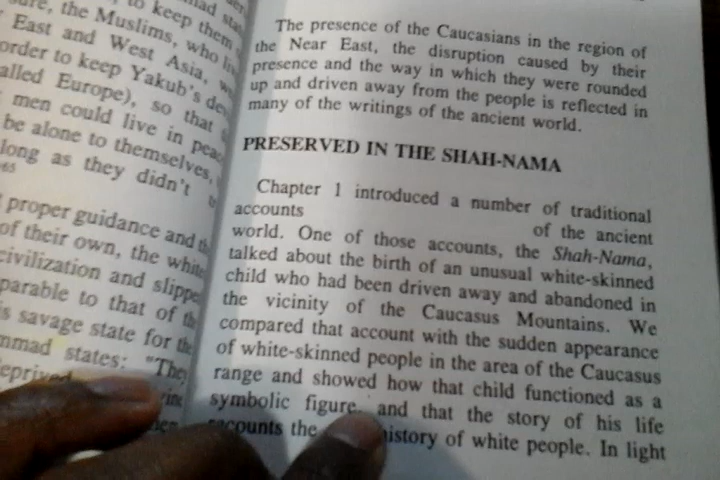 to keep them
the Muslims, who
East and West Asia,
order to keep Yakub's
alled Europe), so that
men could live in
be alone to themselves,
long as they didn't
65
proper guidance and
of their own, the white
civilization and
parable to that of
savage state for
mmad states: "They
The presence of the Caucasians in the region of
the Near East, the disruption caused by their
presence and the way in which they were rounded
up and driven away from the people is reflected in
many of the writings of the ancient world.
PRESERVED IN THE SHAH-NAMA
Chapter 1 introduced a number of traditional
accounts of the ancient
world. One of those accounts, the Shah-Nama,
talked about the birth of an unusual white-skinned
child who had been driven away and abandoned in
the vicinity of the Caucasus Mountains. We
compared that account with the sudden appearance
of white-skinned people in the area of the Caucasus
range and showed how that child functioned as a
symbolic figure, and that the story of his life
the history of white people. In light